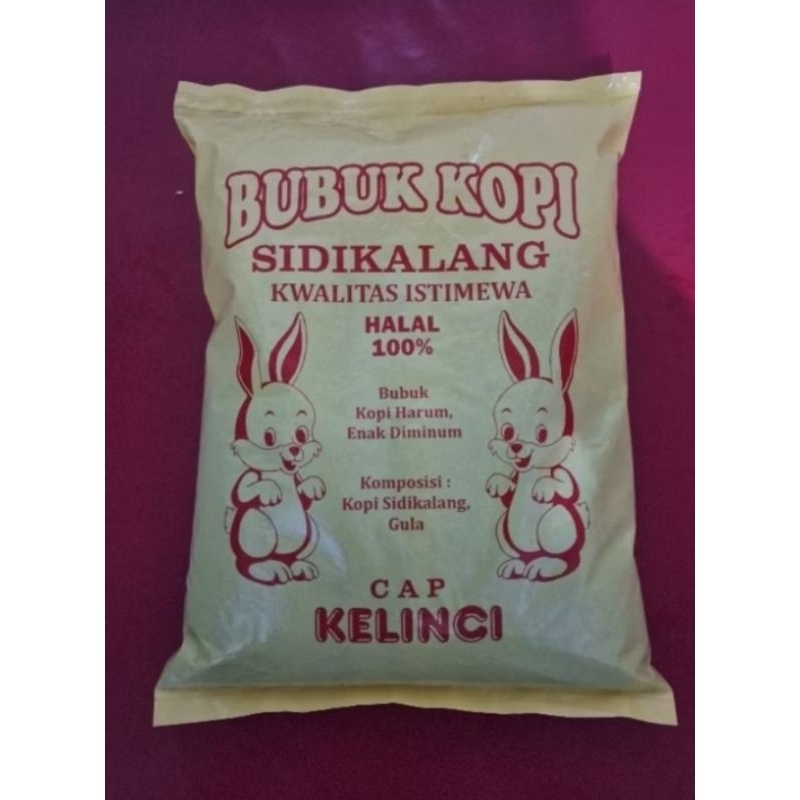 BUBUK KOPI
SIDIKALANG
KWALITAS ISTIMEWA
HALAL
100%
Bubuk
Kopi Harum,
Enak Diminum
Komposisi :
Kopi Sidikalang,
Gula
CAP
KELINCI